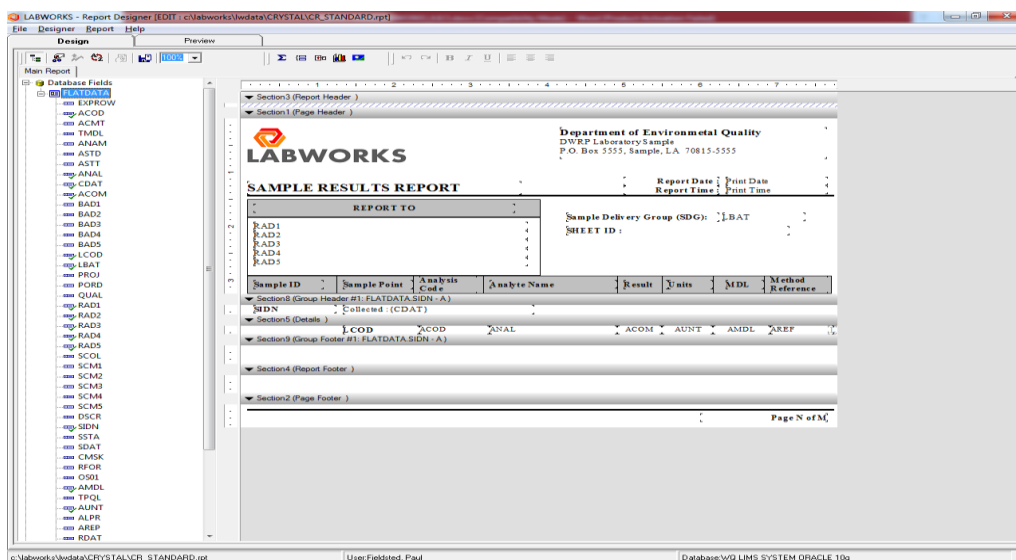 LABWORKS - Report Designer [EDIT : c:\labworks\lwdata\CRYSTAL\CR_STANDARD.rpt]
File Designer Report Help
Design Preview
100%
Main Report
Database Fields
FLATDATA
EXPROW
ACOD
ACMT
TMDL
ANAM
ASTD
ASTT
ANAL
CDAT
ACOM
BAD1
BAD2
BAD3
BAD4
BAD5
LCOD
LBAT
PROJ
PORD
QUAL
RAD1
RAD2
RAD3
RAD4
RAD5
SCOL
SCM1
SCM2
SCM3
SCM4
SCM5
DSCR
SIDN
SSTA
SDAT
CMSK
RFOR
OS01
AMDL
TPQL
AUNT
ALPR
AREP
RDAT
1 2 3 4 5 6 7
Section3 (Report Header )
Section1 (Page Header )
LABWORKS
Department of Environmetal Quality
DWRP Laboratory Sample
P.O. Box 5555, Sample, LA 70815-5555
SAMPLE RESULTS REPORT
Report Date : Print Date
Report Time : Print Time
REPORT TO
RAD1
RAD2
RAD3
RAD4
RAD5
Sample Delivery Group (SDG): LBAT
SHEET ID :
Sample ID Sample Point Analysis Code Analyte Name Result Units MDL Method Reference
Section8 (Group Header #1: FLATDATA.SIDN - A )
SIDN Collected : {CDAT}
Section5 (Details )
LCOD ACOD ANAL ACOM AUNT AMDL AREF
Section9 (Group Footer #1: FLATDATA.SIDN - A )
Section4 (Report Footer )
Section2 (Page Footer )
Page N of M
c:\labworks\lwdata\CRYSTAL\CR_STANDARD.rpt User:Fieldsted, Paul Database:WQ LIMS SYSTEM ORACLE 10g